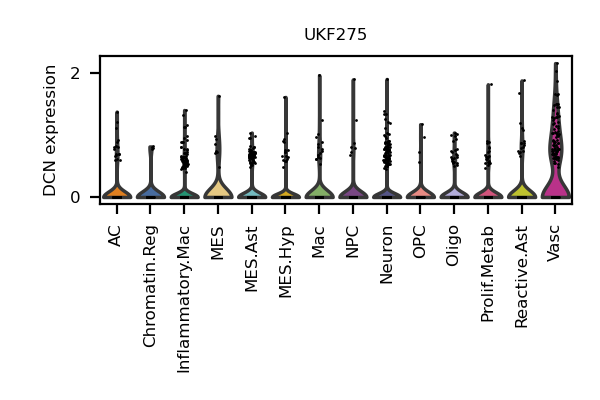 UKF275
DCN expression
2
0
AC
Chromatin.Reg
Inflammatory.Mac
MES
MES.Ast
MES.Hyp
Mac
NPC
Neuron
OPC
Oligo
Prolif.Metab
Reactive.Ast
Vasc